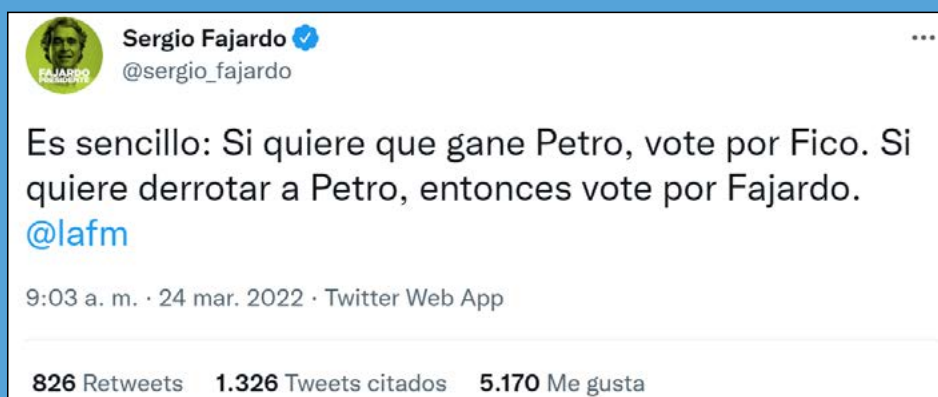 Sergio Fajardo
@sergio_fajardo
FAJARDO
PRESIDENTE
Es sencillo: Si quiere que gane Petro, vote por Fico. Si
quiere derrotar a Petro, entonces vote por Fajardo.
@lafm
9:03 a. m. · 24 mar. 2022 · Twitter Web App
826 Retweets 1.326 Tweets citados 5.170 Me gusta